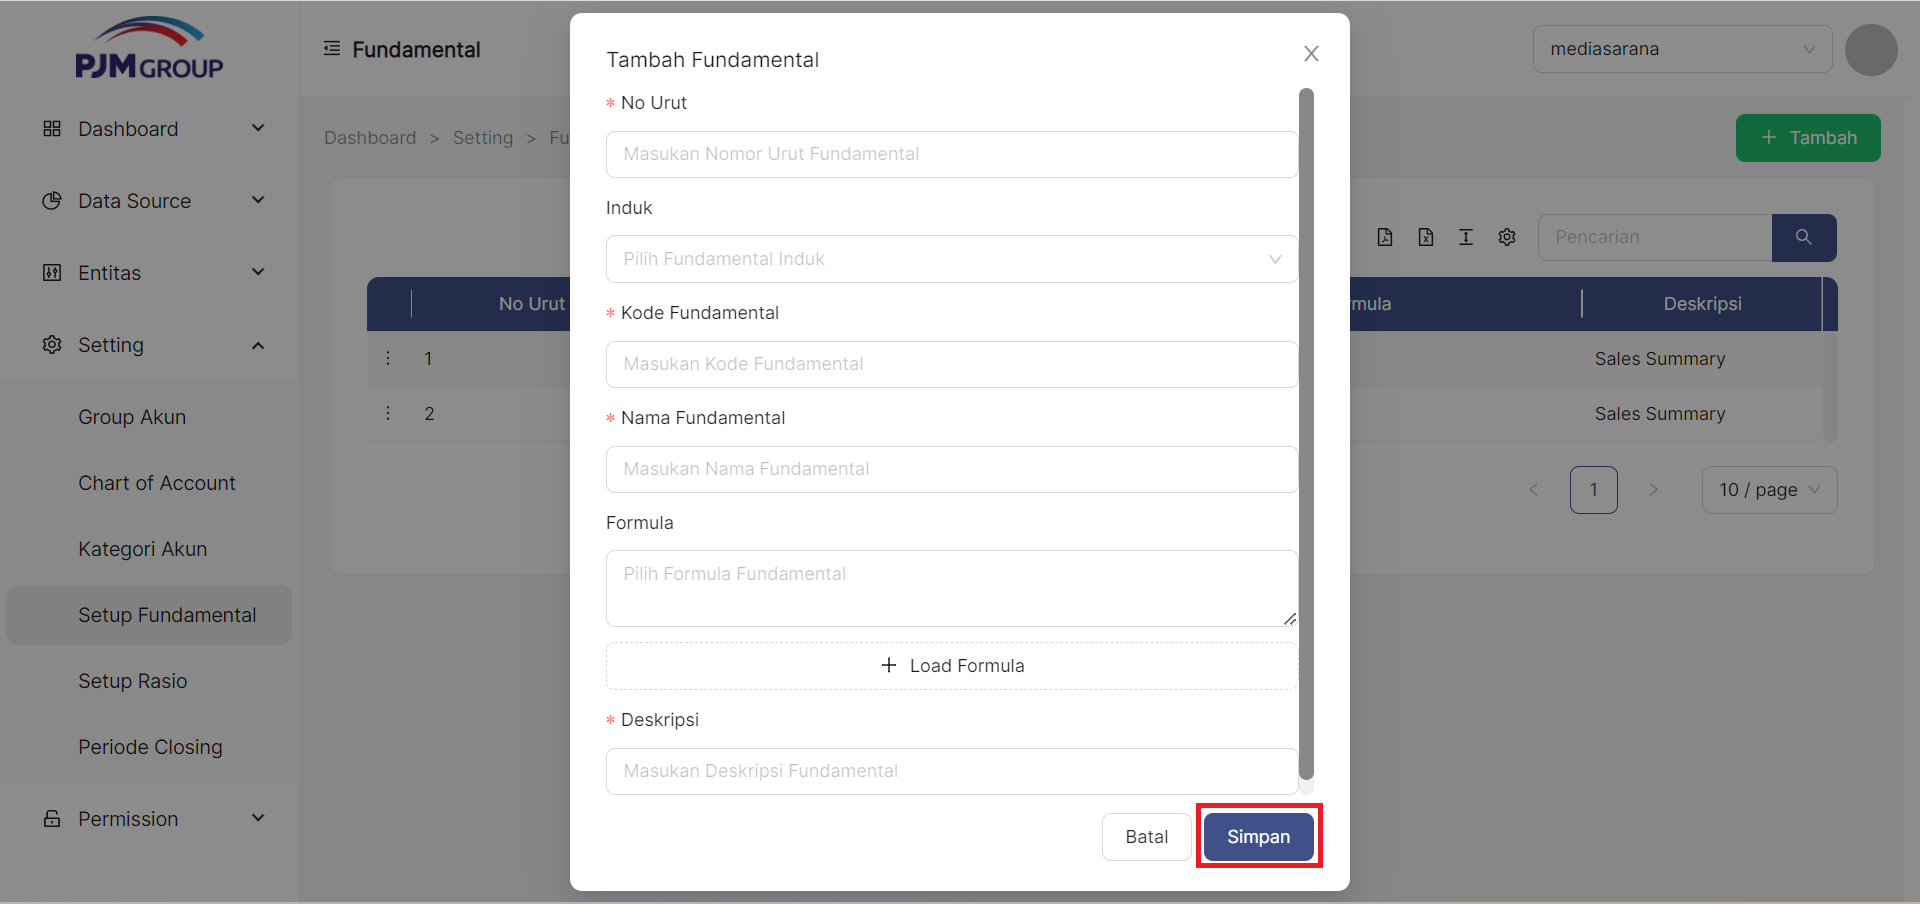 PJM GROUP
Dashboard
Data Source
Entitas
Setting
Group Akun
Chart of Account
Kategori Akun
Setup Fundamental
Setup Rasio
Periode Closing
Permission
Fundamental
mediasarana
Dashboard > Setting > Fu
+ Tambah
Pencarian
No Urut
mula
Deskripsi
1
Sales Summary
2
Sales Summary
< 1 >
10 / page
Tambah Fundamental
* No Urut
Masukan Nomor Urut Fundamental
Induk
Pilih Fundamental Induk
* Kode Fundamental
Masukan Kode Fundamental
* Nama Fundamental
Masukan Nama Fundamental
Formula
Pilih Formula Fundamental
+ Load Formula
* Deskripsi
Masukan Deskripsi Fundamental
Batal
Simpan